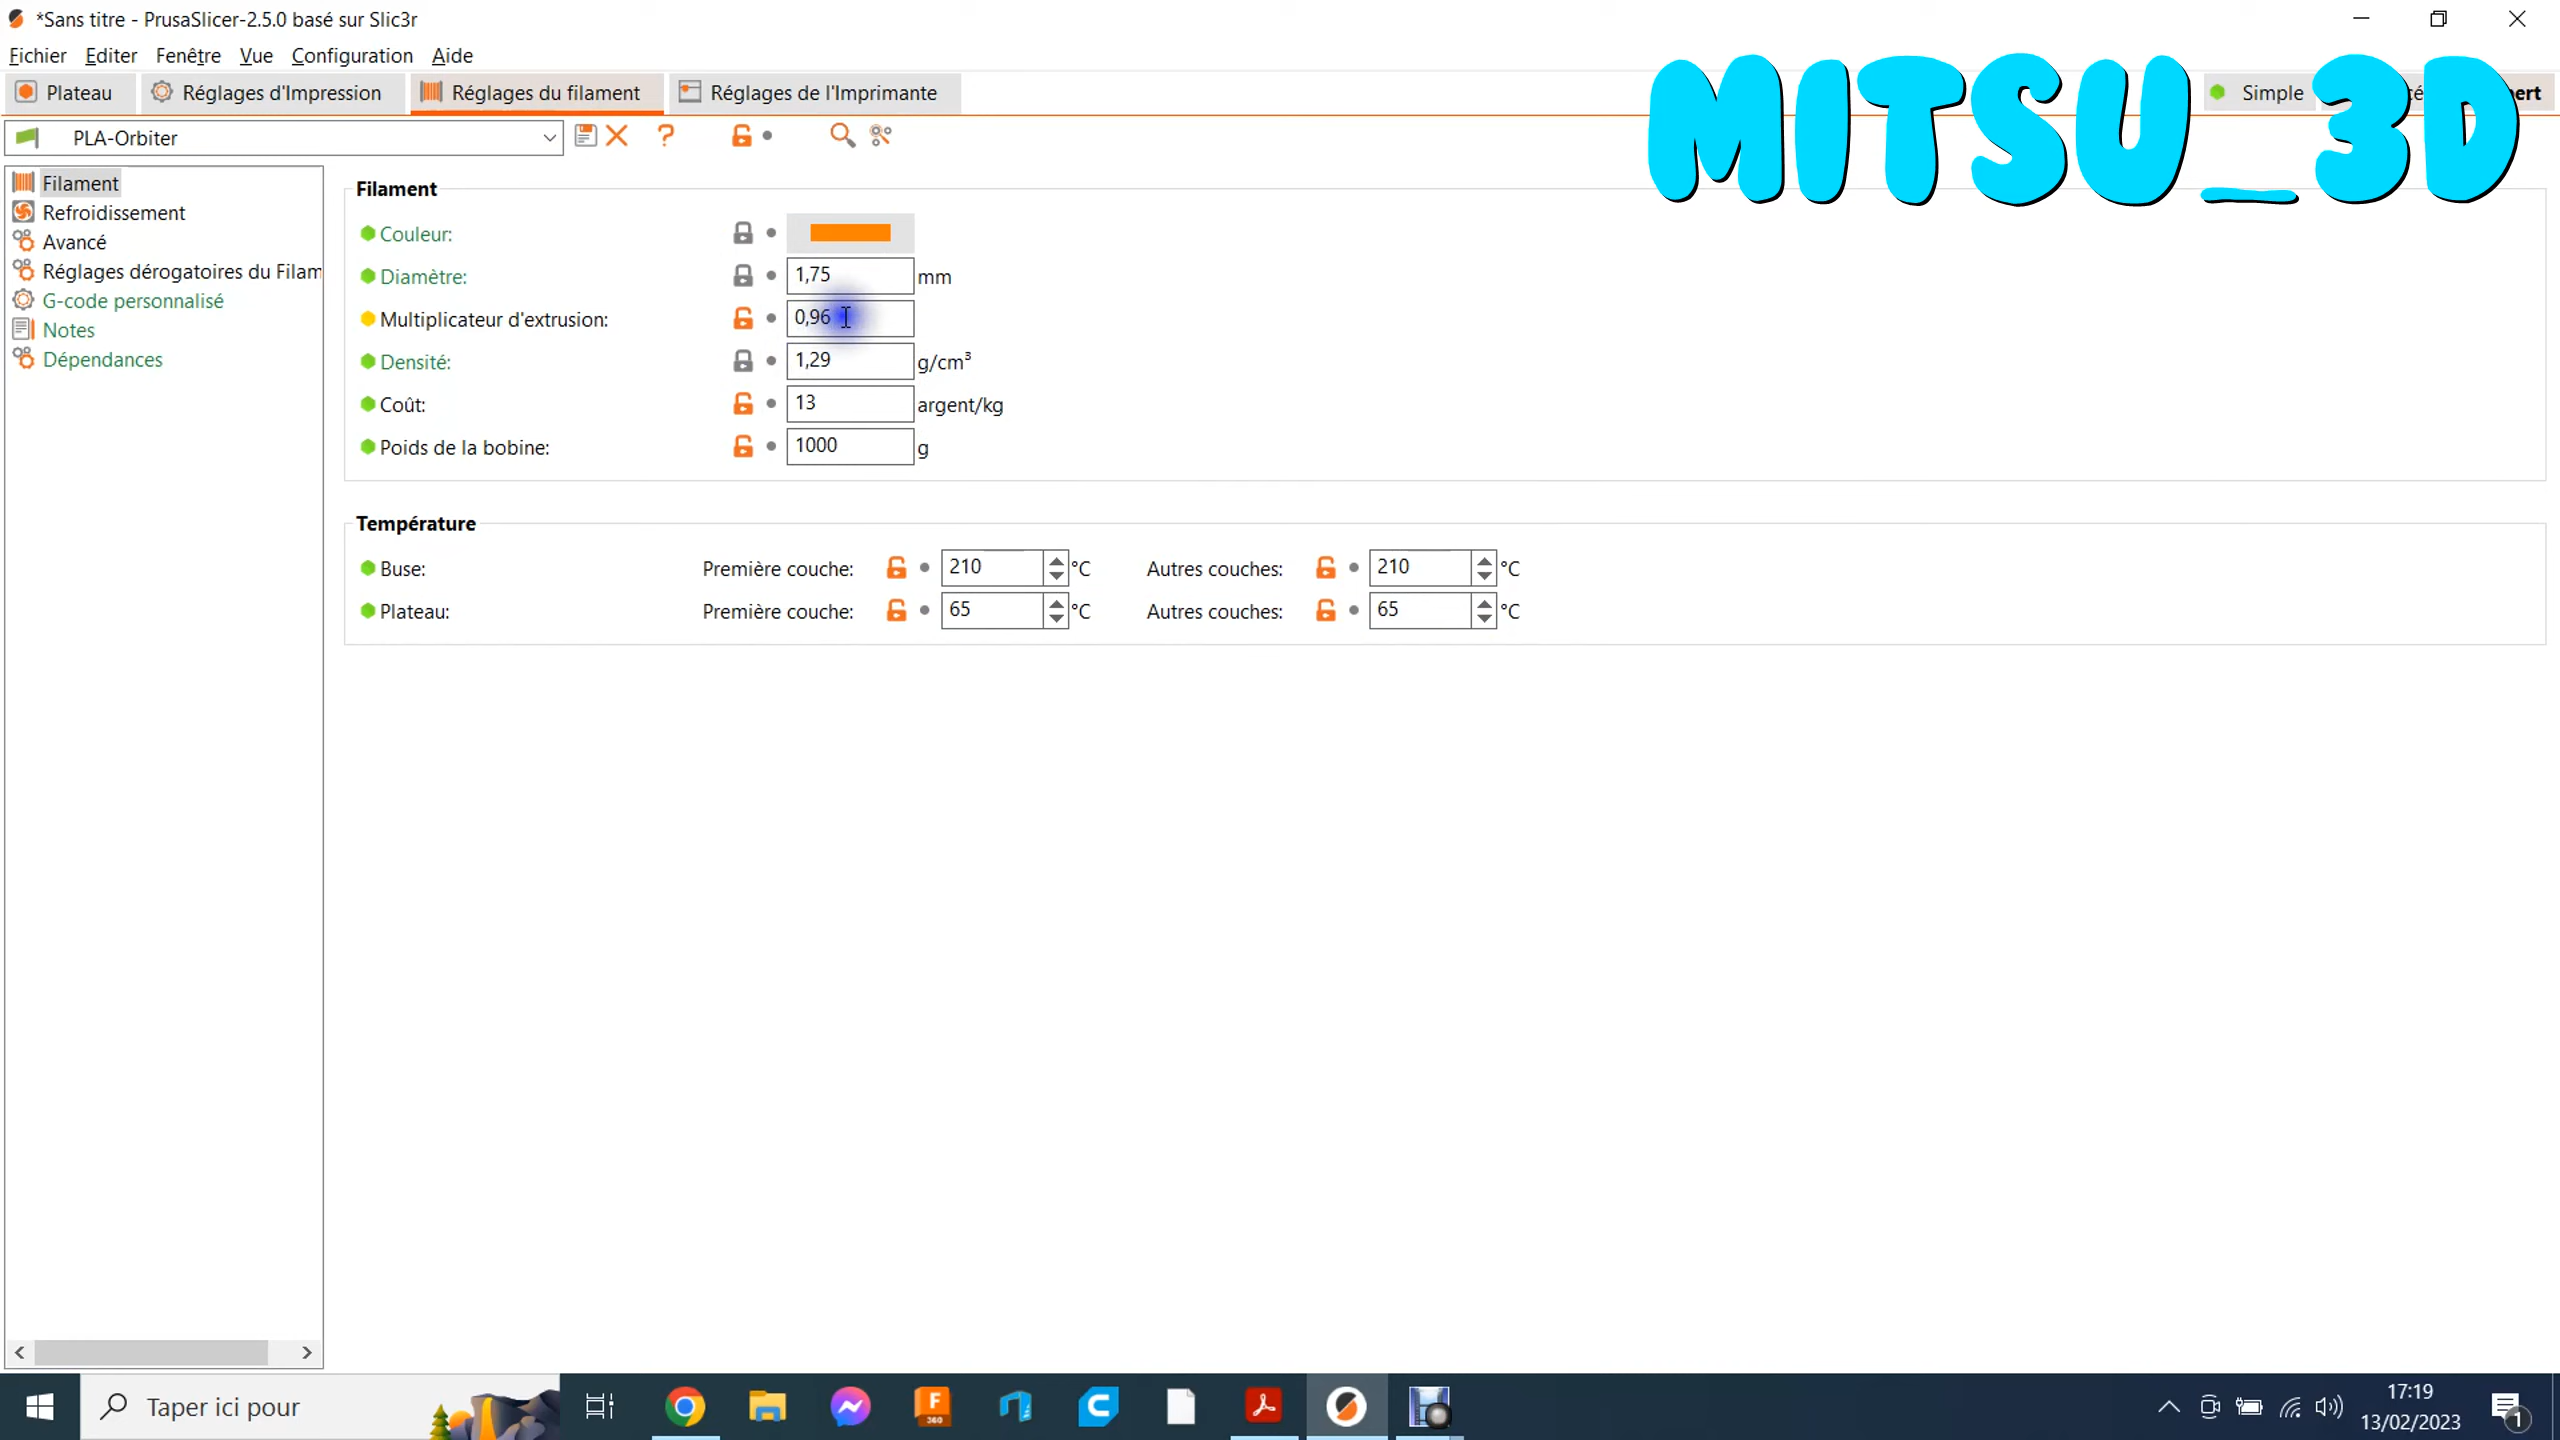 *Sans titre - PrusaSlicer-2.5.0 basé sur Slic3r
Fichier Editer Fenêtre Vue Configuration Aide
MITSU_3D
Plateau Réglages d'Impression Réglages du filament Réglages de l'Imprimante Simple
PLA-Orbiter
Filament
Refroidissement
Avancé
Réglages dérogatoires du Filam
G-code personnalisé
Notes
Dépendances
Filament
Couleur:
Diamètre: 1,75 mm
Multiplicateur d'extrusion: 0,96
Densité: 1,29 g/cm³
Coût: 13 argent/kg
Poids de la bobine: 1000 g
Température
Buse: Première couche: 210 °C Autres couches: 210 °C
Plateau: Première couche: 65 °C Autres couches: 65 °C
Taper ici pour
F
360
17:19
13/02/2023
1